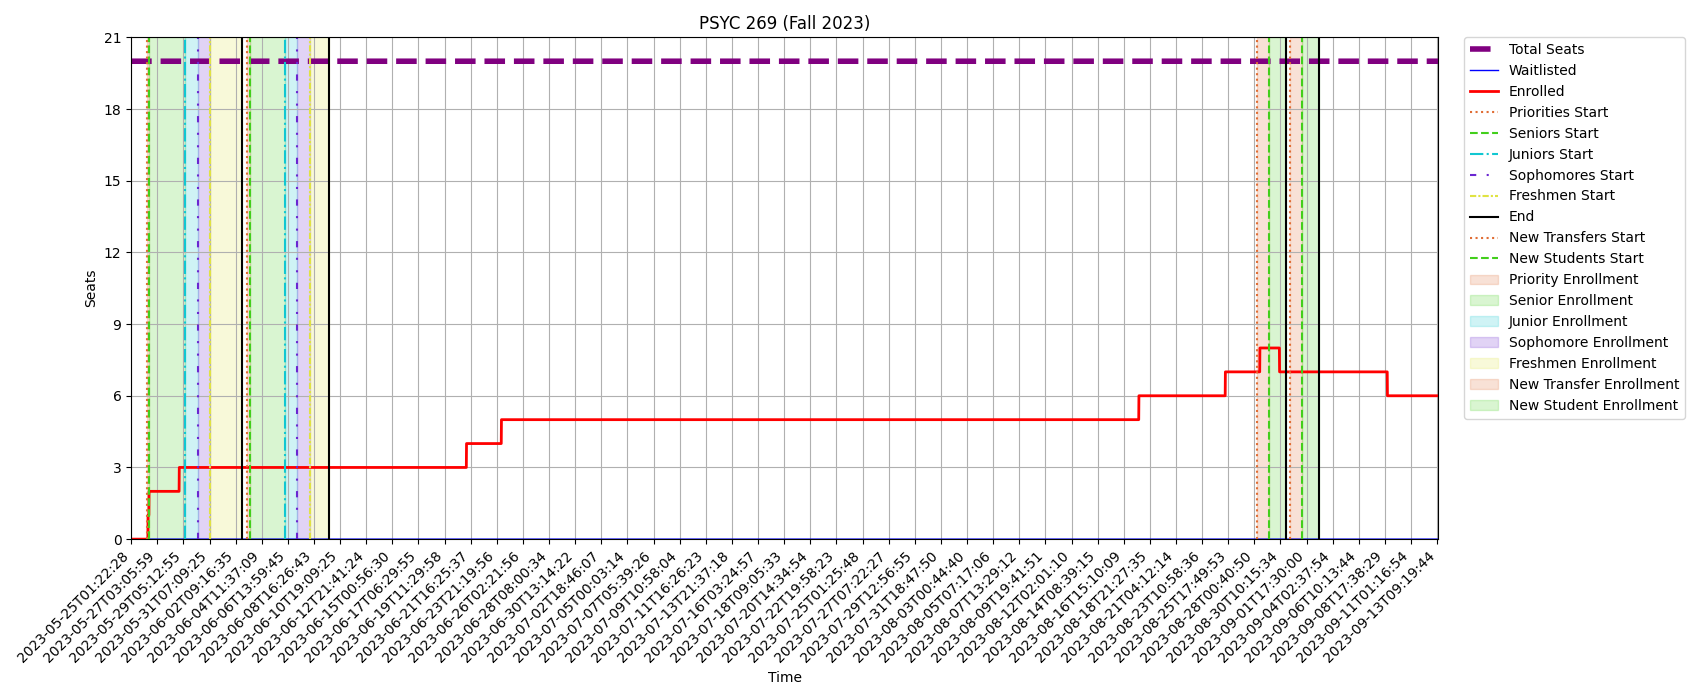 PSYC 269 (Fall 2023)
Seats
21
18
15
12
9
6
3
0
2023-05-25T01:22:28
2023-05-27T03:05:59
2023-05-29T05:12:55
2023-05-31T07:09:25
2023-06-02T09:16:35
2023-06-04T11:37:09
2023-06-06T13:59:45
2023-06-08T16:26:43
2023-06-10T19:09:25
2023-06-12T21:41:24
2023-06-15T00:56:30
2023-06-17T06:29:55
2023-06-19T11:29:58
2023-06-21T16:25:37
2023-06-23T21:19:56
2023-06-26T02:21:56
2023-06-28T08:00:34
2023-06-30T13:14:22
2023-07-02T18:46:07
2023-07-05T00:03:14
2023-07-07T05:39:26
2023-07-09T10:58:04
2023-07-11T16:26:23
2023-07-13T21:37:18
2023-07-16T03:24:57
2023-07-18T09:05:33
2023-07-20T14:34:54
2023-07-22T19:58:23
2023-07-25T01:25:48
2023-07-27T07:22:27
2023-07-29T12:56:55
2023-07-31T18:47:50
2023-08-03T00:44:40
2023-08-05T07:17:06
2023-08-07T13:29:12
2023-08-09T19:41:51
2023-08-12T02:01:10
2023-08-14T08:39:15
2023-08-16T15:10:09
2023-08-18T21:27:35
2023-08-21T04:12:14
2023-08-23T10:58:36
2023-08-25T17:49:53
2023-08-28T00:40:50
2023-08-30T10:15:34
2023-09-01T17:30:00
2023-09-04T02:37:54
2023-09-06T10:13:44
2023-09-08T17:38:29
2023-09-11T01:16:54
2023-09-13T09:19:44
Time
Total Seats
Waitlisted
Enrolled
Priorities Start
Seniors Start
Juniors Start
Sophomores Start
Freshmen Start
End
New Transfers Start
New Students Start
Priority Enrollment
Senior Enrollment
Junior Enrollment
Sophomore Enrollment
Freshmen Enrollment
New Transfer Enrollment
New Student Enrollment